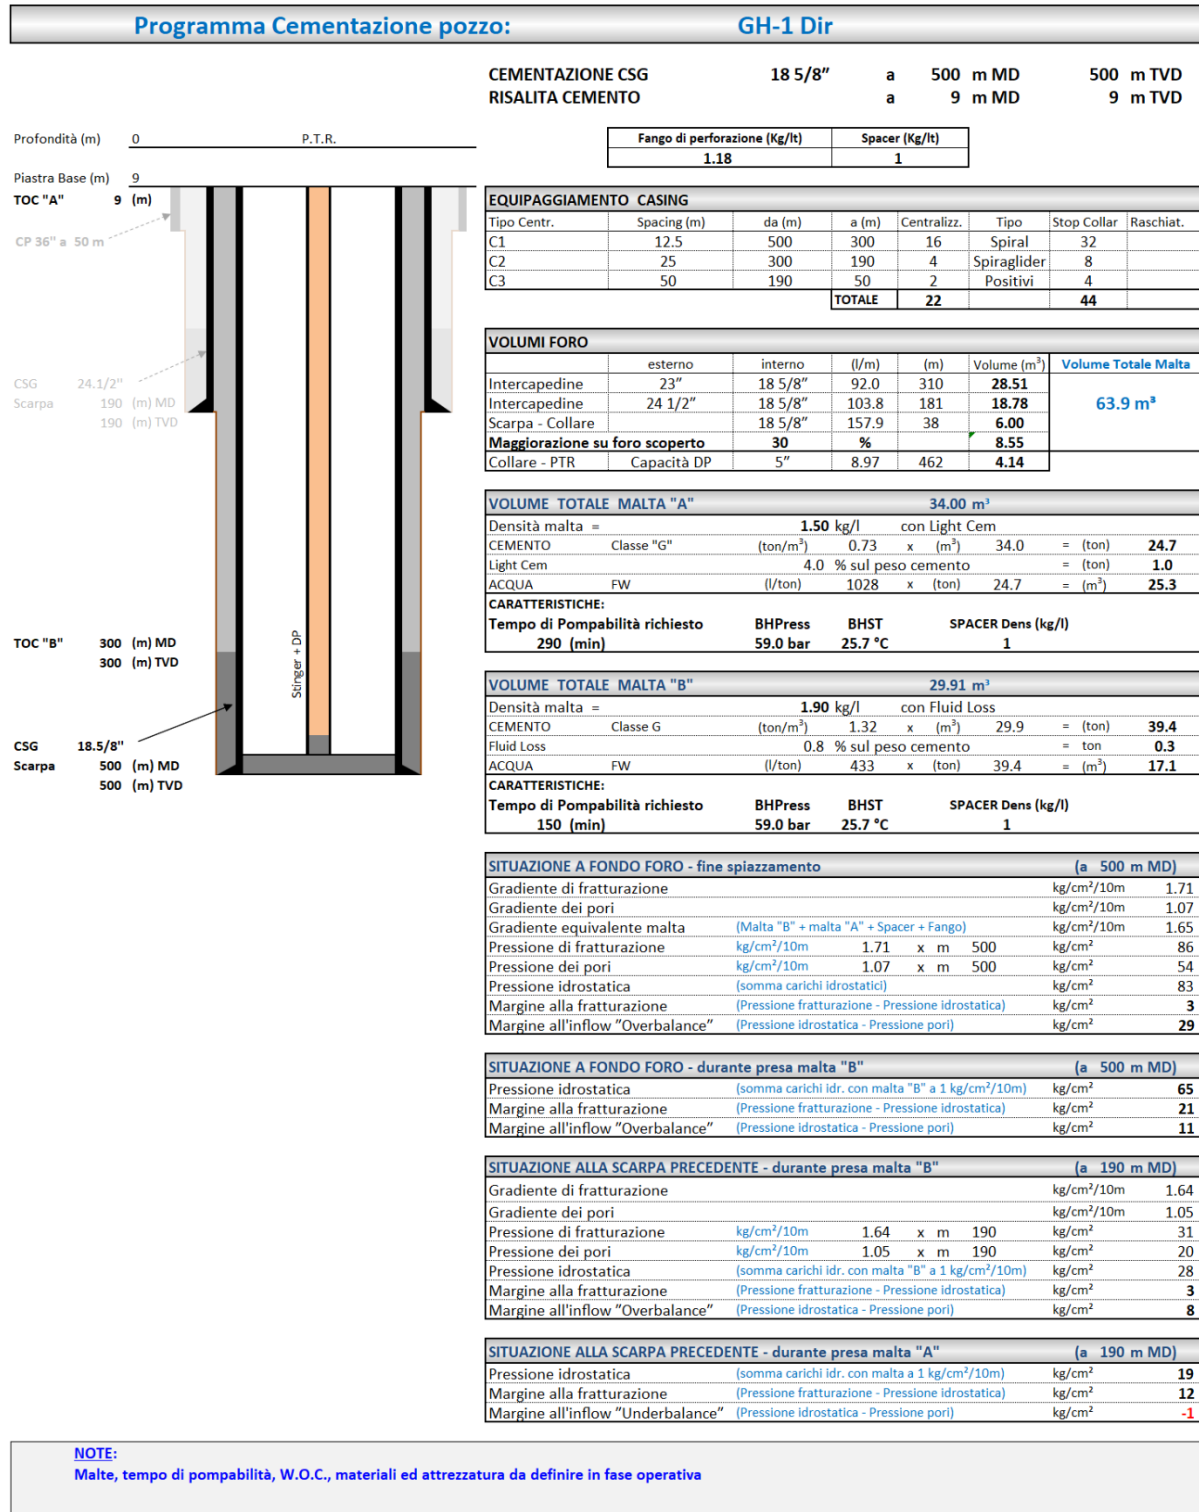 Programma Cementazione pozzo: GH-1 Dir
CEMENTAZIONE CSG 18 5/8" a 500 m MD 500 m TVD
RISALITA CEMENTO a 9 m MD 9 m TVD
Profondità (m) 0 P.T.R.
Piastra Base (m) 9
TOC "A" 9 (m)
CP 36" a 50 m
CSG 24.1/2"
Scarpa 190 (m) MD
190 (m) TVD
TOC "B" 300 (m) MD
300 (m) TVD
Stinger + DP
CSG 18.5/8"
Scarpa 500 (m) MD
500 (m) TVD
Fango di perforazione (Kg/lt) Spacer (Kg/lt)
1.18 1
EQUIPAGGIAMENTO CASING
Tipo Centr. Spacing (m) da (m) a (m) Centralizz. Tipo Stop Collar Raschiat.
C1 12.5 500 300 16 Spiral 32
C2 25 300 190 4 Spiraglider 8
C3 50 190 50 2 Positivi 4
TOTALE 22 44
VOLUMI FORO
esterno interno (l/m) (m) Volume (m³) Volume Totale Malta
Intercapedine 23" 18 5/8" 92.0 310 28.51
Intercapedine 24 1/2" 18 5/8" 103.8 181 18.78 63.9 m³
Scarpa - Collare 18 5/8" 157.9 38 6.00
Maggiorazione su foro scoperto 30 % 8.55
Collare - PTR Capacità DP 5" 8.97 462 4.14
VOLUME TOTALE MALTA "A" 34.00 m³
Densità malta = 1.50 kg/l con Light Cem
CEMENTO Classe "G" (ton/m³) 0.73 x (m³) 34.0 = (ton) 24.7
Light Cem 4.0 % sul peso cemento = (ton) 1.0
ACQUA FW (l/ton) 1028 x (ton) 24.7 = (m³) 25.3
CARATTERISTICHE:
Tempo di Pompabilità richiesto BHPress BHST SPACER Dens (kg/l)
290 (min) 59.0 bar 25.7 °C 1
VOLUME TOTALE MALTA "B" 29.91 m³
Densità malta = 1.90 kg/l con Fluid Loss
CEMENTO Classe G (ton/m³) 1.32 x (m³) 29.9 = (ton) 39.4
Fluid Loss 0.8 % sul peso cemento = ton 0.3
ACQUA FW (l/ton) 433 x (ton) 39.4 = (m³) 17.1
CARATTERISTICHE:
Tempo di Pompabilità richiesto BHPress BHST SPACER Dens (kg/l)
150 (min) 59.0 bar 25.7 °C 1
SITUAZIONE A FONDO FORO - fine spiazzamento (a 500 m MD)
Gradiente di fratturazione kg/cm²/10m 1.71
Gradiente dei pori kg/cm²/10m 1.07
Gradiente equivalente malta (Malta "B" + malta "A" + Spacer + Fango) kg/cm²/10m 1.65
Pressione di fratturazione kg/cm²/10m 1.71 x m 500 kg/cm² 86
Pressione dei pori kg/cm²/10m 1.07 x m 500 kg/cm² 54
Pressione idrostatica (somma carichi idrostatici) kg/cm² 83
Margine alla fratturazione (Pressione fratturazione - Pressione idrostatica) kg/cm² 3
Margine all'inflow "Overbalance" (Pressione idrostatica - Pressione pori) kg/cm² 29
SITUAZIONE A FONDO FORO - durante presa malta "B" (a 500 m MD)
Pressione idrostatica (somma carichi idr. con malta "B" a 1 kg/cm²/10m) kg/cm² 65
Margine alla fratturazione (Pressione fratturazione - Pressione idrostatica) kg/cm² 21
Margine all'inflow "Overbalance" (Pressione idrostatica - Pressione pori) kg/cm² 11
SITUAZIONE ALLA SCARPA PRECEDENTE - durante presa malta "B" (a 190 m MD)
Gradiente di fratturazione kg/cm²/10m 1.64
Gradiente dei pori kg/cm²/10m 1.05
Pressione di fratturazione kg/cm²/10m 1.64 x m 190 kg/cm² 31
Pressione dei pori kg/cm²/10m 1.05 x m 190 kg/cm² 20
Pressione idrostatica (somma carichi idr. con malta "B" a 1 kg/cm²/10m) kg/cm² 28
Margine alla fratturazione (Pressione fratturazione - Pressione idrostatica) kg/cm² 3
Margine all'inflow "Overbalance" (Pressione idrostatica - Pressione pori) kg/cm² 8
SITUAZIONE ALLA SCARPA PRECEDENTE - durante presa malta "A" (a 190 m MD)
Pressione idrostatica (somma carichi idr. con malta a 1 kg/cm²/10m) kg/cm² 19
Margine alla fratturazione (Pressione fratturazione - Pressione idrostatica) kg/cm² 12
Margine all'inflow "Underbalance" (Pressione idrostatica - Pressione pori) kg/cm² -1
NOTE:
Malte, tempo di pompabilità, W.O.C., materiali ed attrezzatura da definire in fase operativa